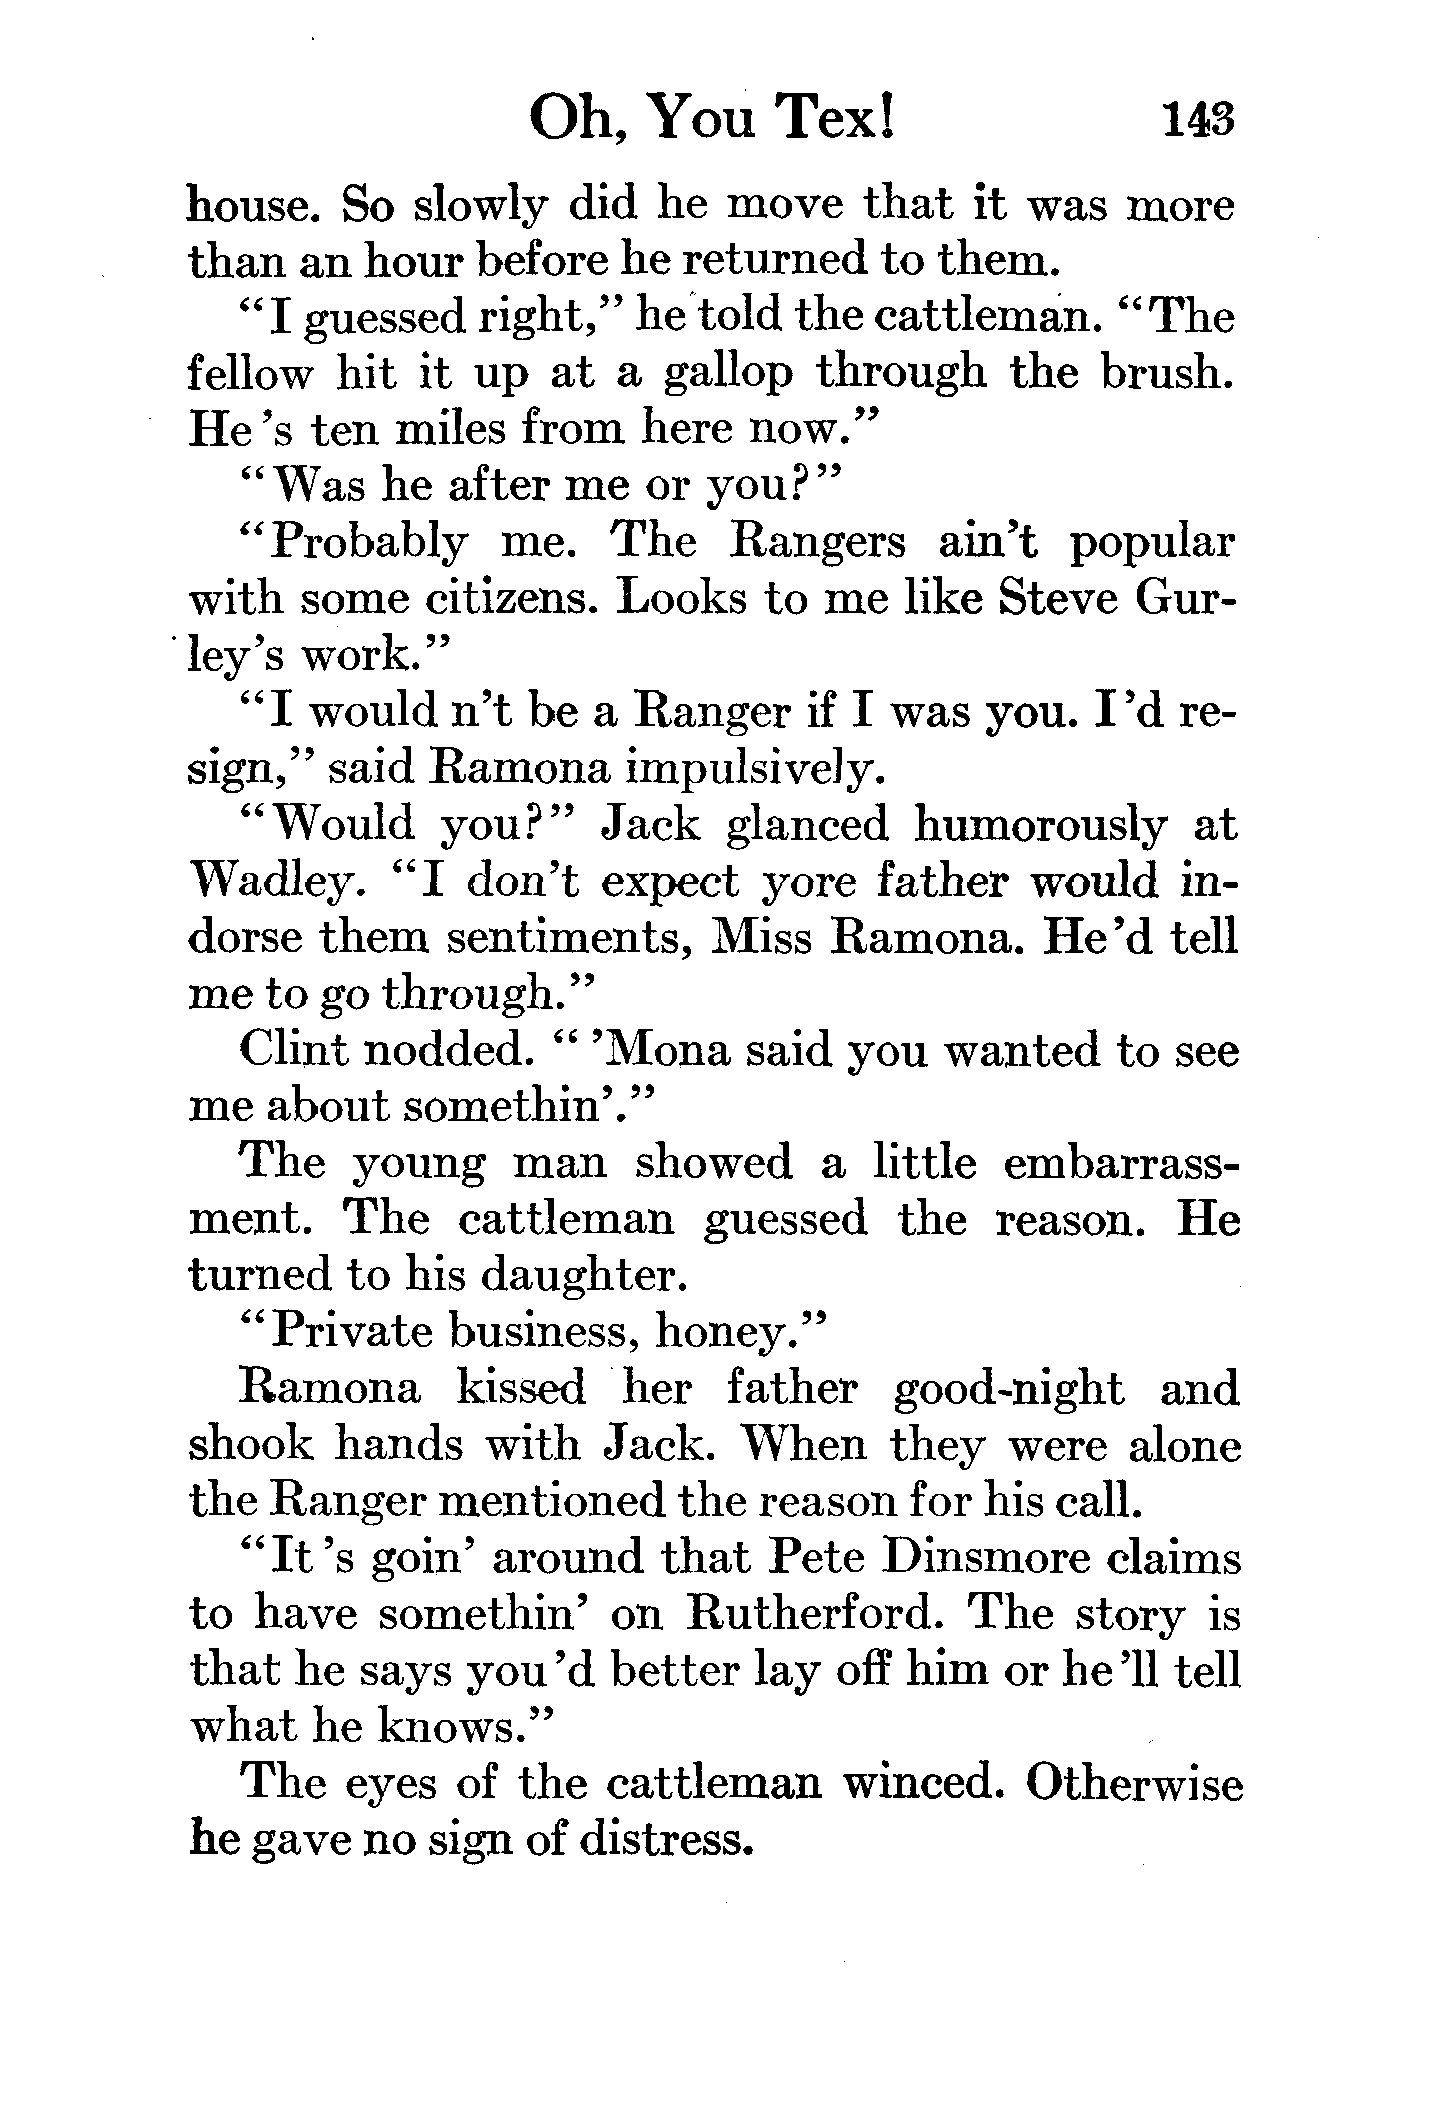 Oh, You Tex! 143
house. So slowly did he move that it was more
than an hour before he returned to them.
“I guessed right,” he told the cattleman. “The
fellow hit it up at a gallop through the brush.
He 's ten miles from here now.”
“Was he after me or you?”
“Probably me. The Rangers ain't popular
with some citizens. Looks to me like Steve Gur-
ley's work.”
“I would n't be a Ranger if I was you. I 'd re-
sign,” said Ramona impulsively.
“Would you?” Jack glanced humorously at
Wadley. “I don't expect yore father would in-
dorse them sentiments, Miss Ramona. He 'd tell
me to go through.”
Clint nodded. “ 'Mona said you wanted to see
me about somethin'.”
The young man showed a little embarrass-
ment. The cattleman guessed the reason. He
turned to his daughter.
“Private business, honey.”
Ramona kissed her father good-night and
shook hands with Jack. When they were alone
the Ranger mentioned the reason for his call.
“It 's goin' around that Pete Dinsmore claims
to have somethin' on Rutherford. The story is
that he says you 'd better lay off him or he 'll tell
what he knows.”
The eyes of the cattleman winced. Otherwise
he gave no sign of distress.